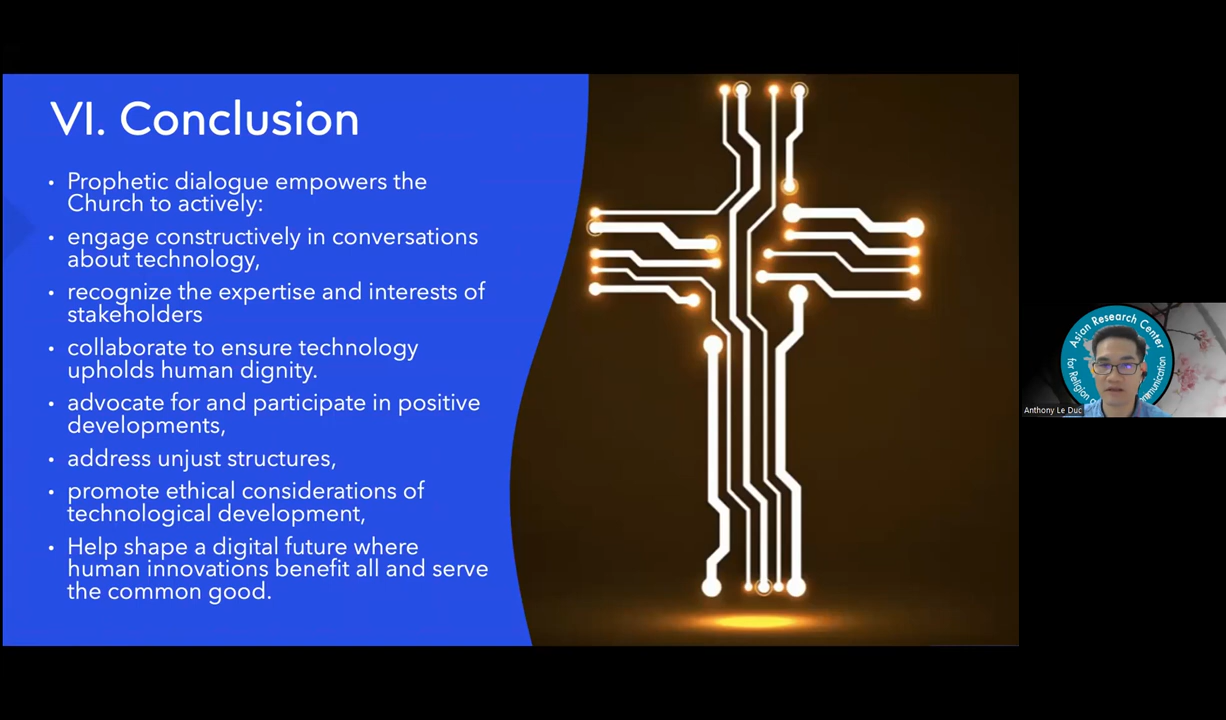 VI. Conclusion
• Prophetic dialogue empowers the
Church to actively:
• engage constructively in conversations
about technology,
• recognize the expertise and interests of
stakeholders
• collaborate to ensure technology
upholds human dignity.
• advocate for and participate in positive
developments,
• address unjust structures,
• promote ethical considerations of
technological development,
• Help shape a digital future where
human innovations benefit all and serve
the common good.
Asian Research Center
for Religion
Anthony Le Duc